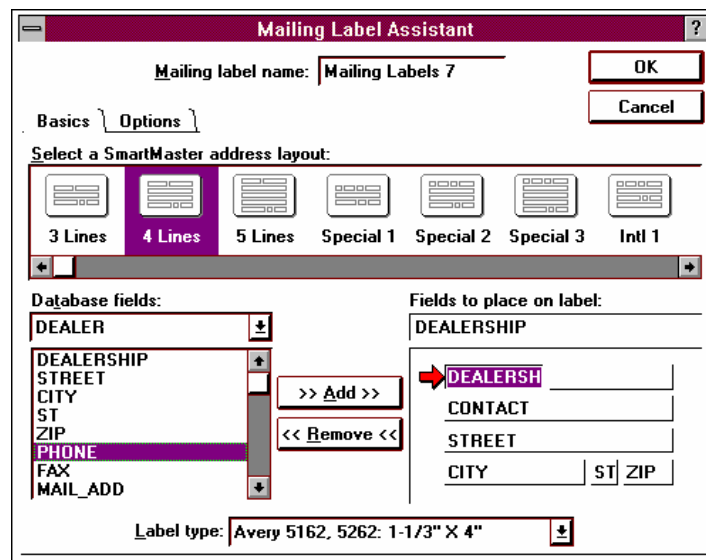 Mailing Label Assistant ?
Mailing label name: Mailing Labels 7
OK
Cancel
Basics Options
Select a SmartMaster address layout:
3 Lines 4 Lines 5 Lines Special 1 Special 2 Special 3 Intl 1
Database fields:
DEALER
DEALERSHIP
STREET
CITY
ST
ZIP
PHONE
FAX
MAIL_ADD
>> Add >>
<< Remove <<
Fields to place on label:
DEALERSHIP
DEALERSH
CONTACT
STREET
CITY ST ZIP
Label type: Avery 5162, 5262: 1-1/3" X 4"